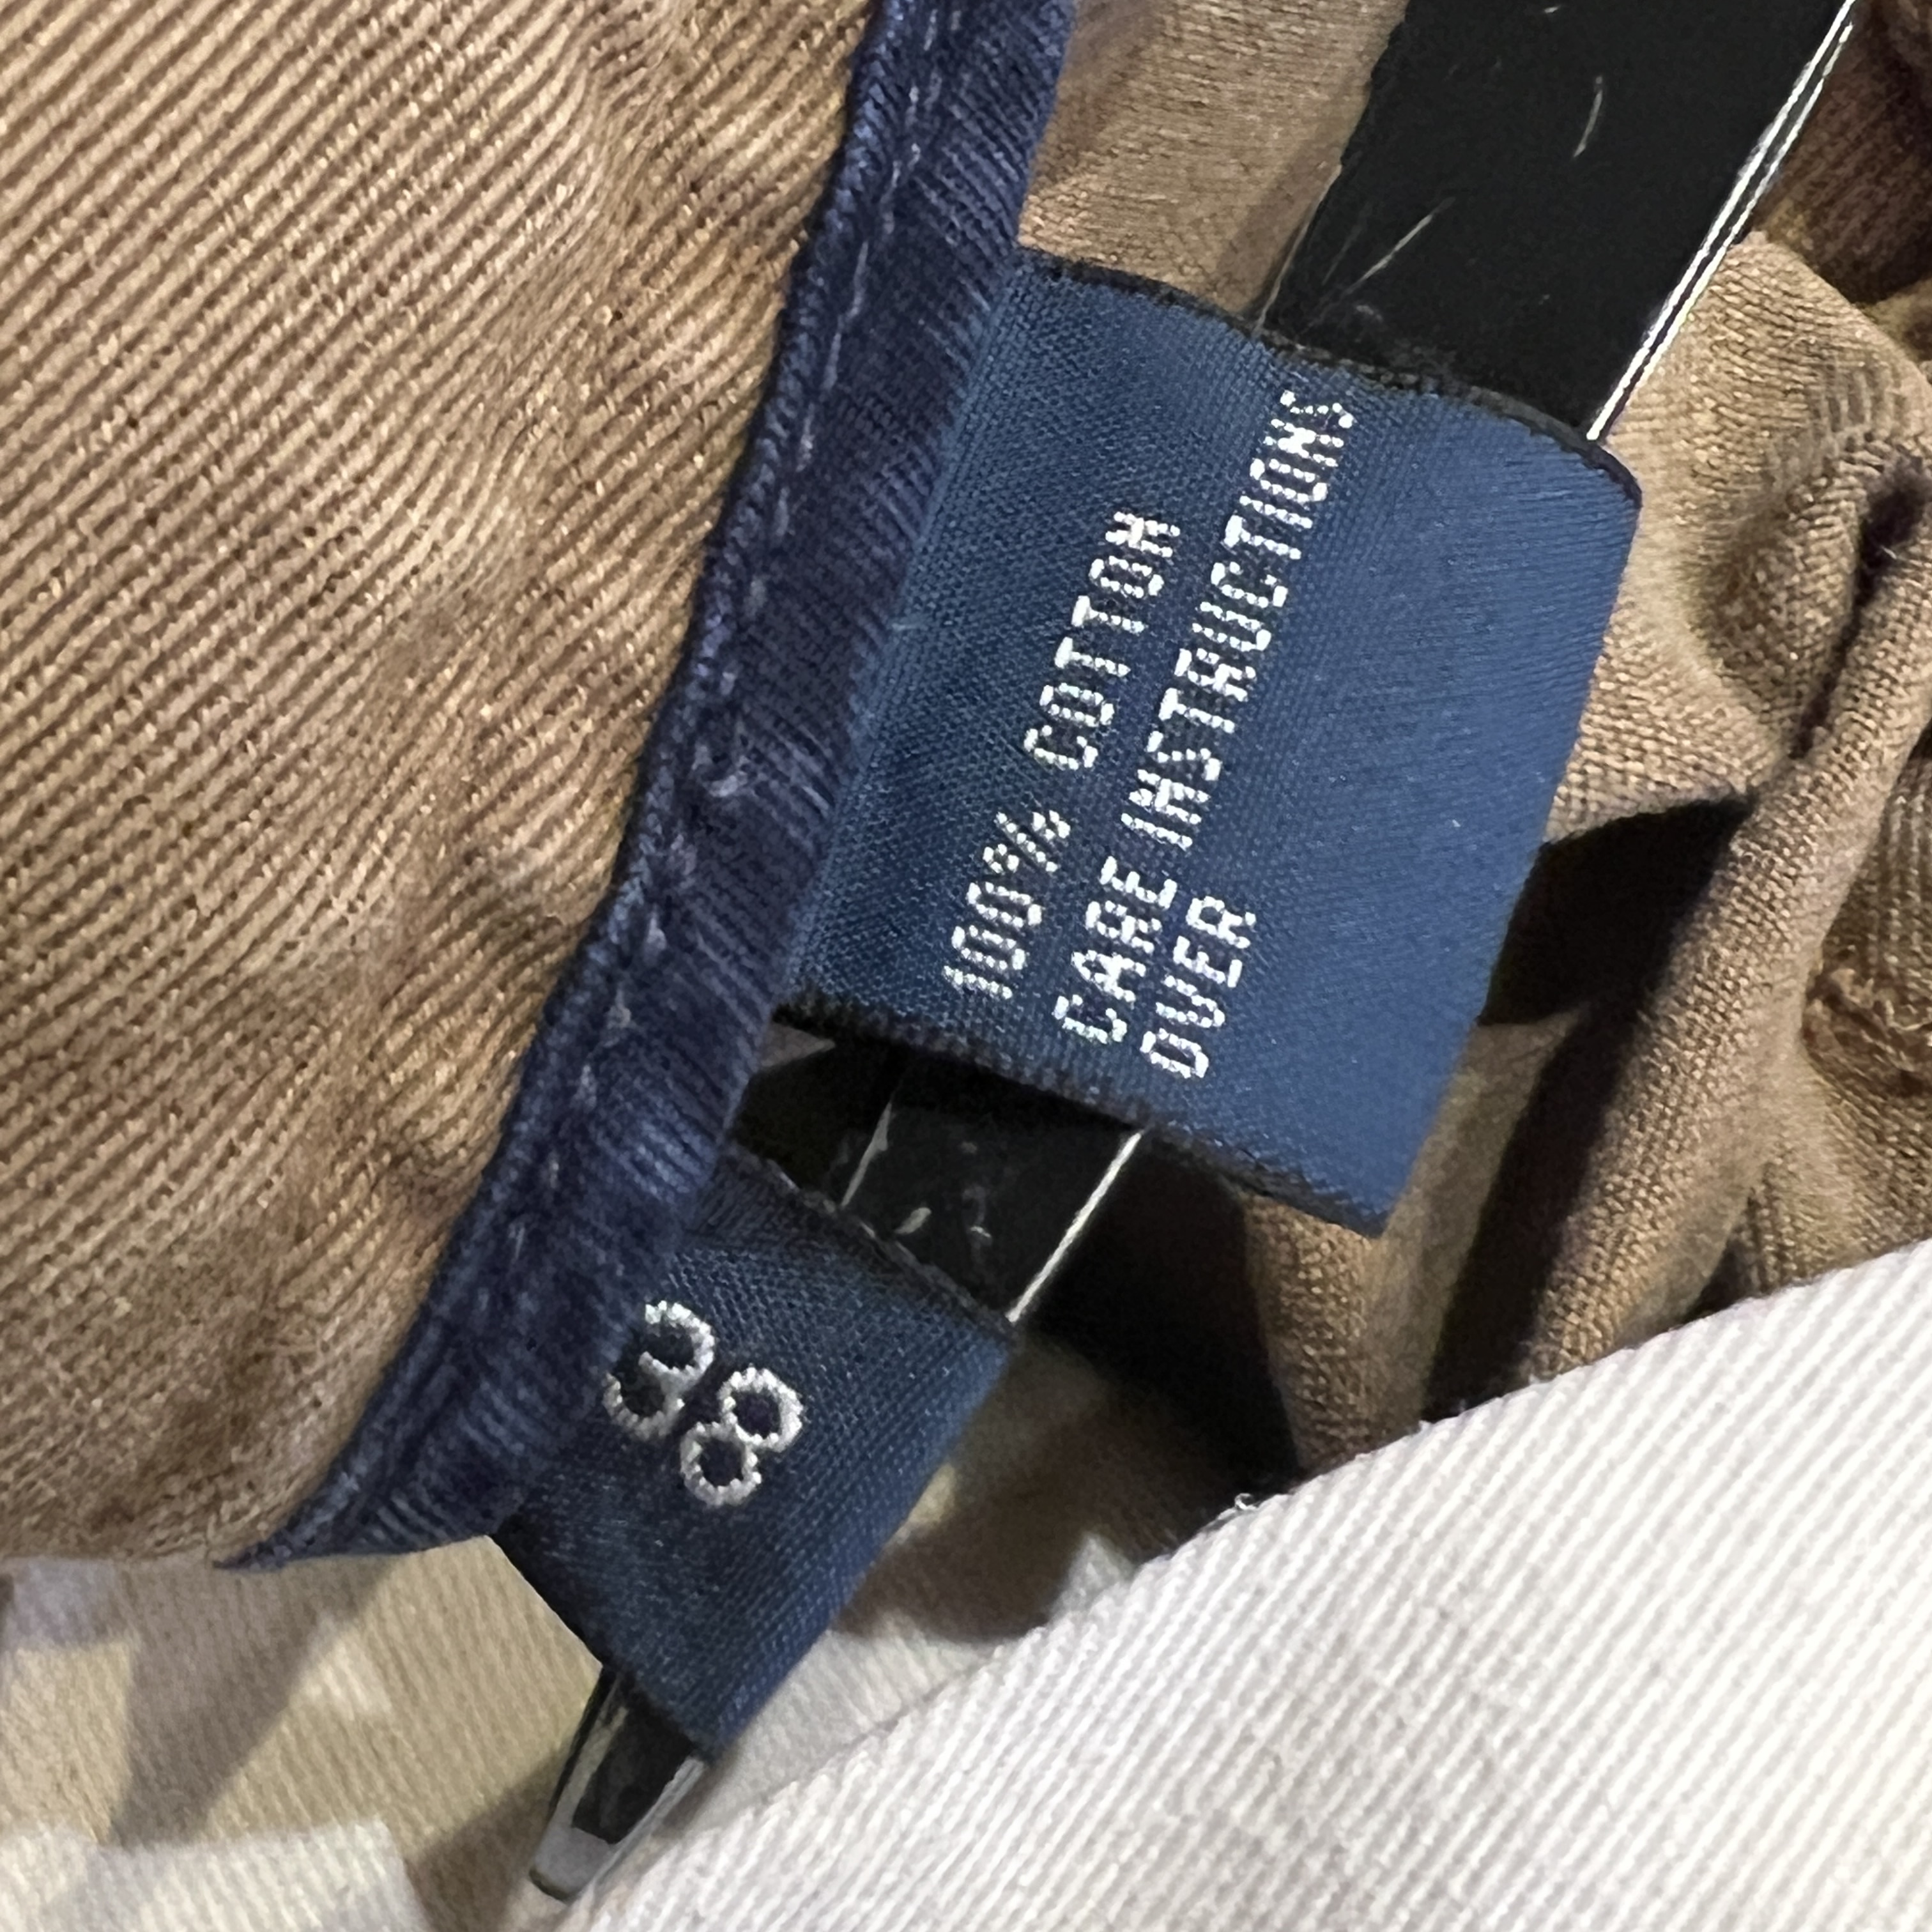 100% COTTON
CARE INSTRUCTIONS
OVER
38